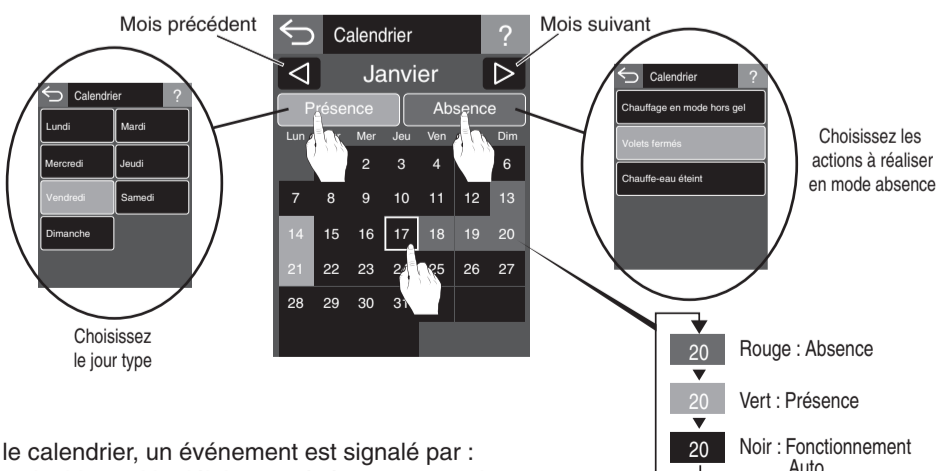 Mois précédent
Calendrier
?
Mois suivant
Janvier
Présence
Absence
Lun
Mer
Jeu
Ven
Dim
2
3
4
6
7
8
9
10
11
12
13
14
15
16
17
18
19
20
21
22
23
25
26
27
28
29
30
31
Calendrier
?
Lundi
Mardi
Mercredi
Jeudi
Vendredi
Samedi
Dimanche
Choisissez
le jour type
Calendrier
?
Chauffage en mode hors gel
Volets fermés
Chauffe-eau éteint
Choisissez les
actions à réaliser
en mode absence
20 Rouge : Absence
20 Vert : Présence
20 Noir : Fonctionnement
Auto
le calendrier, un événement est signalé par :